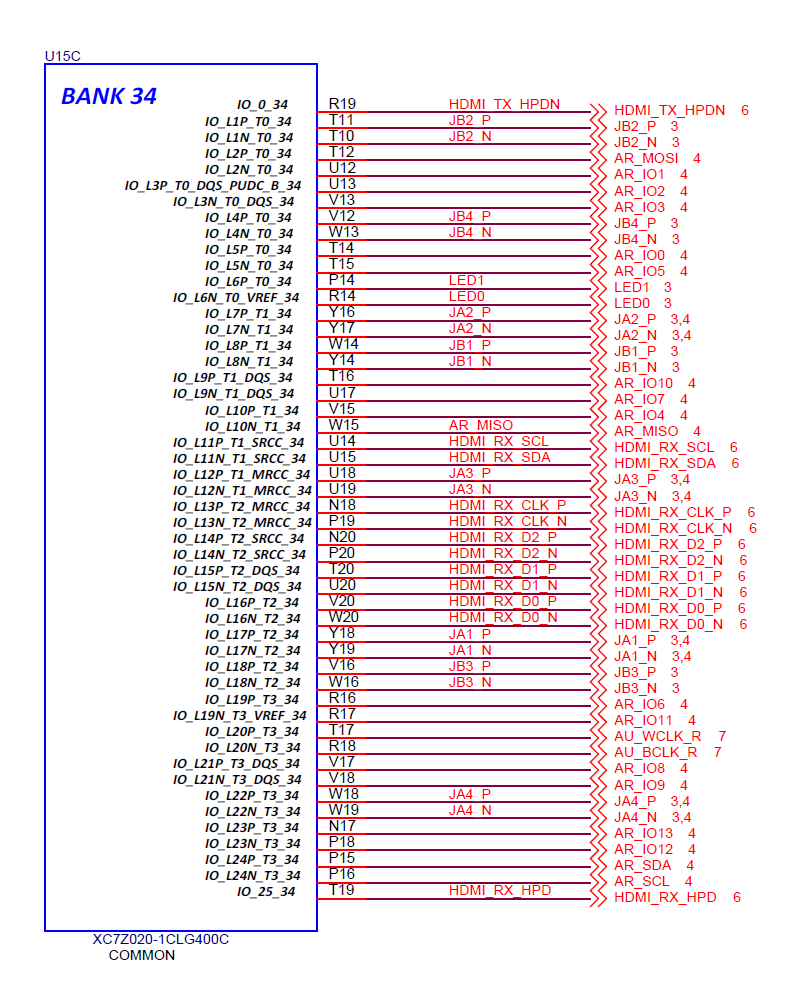 U15C
BANK 34
IO_0_34 R19 HDMI_TX_HPDN HDMI_TX_HPDN 6
IO_L1P_T0_34 T11 JB2_P JB2_P 3
IO_L1N_T0_34 T10 JB2_N JB2_N 3
IO_L2P_T0_34 T12 AR_MOSI 4
IO_L2N_T0_34 U12 AR_IO1 4
IO_L3P_T0_DQS_PUDC_B_34 U13 AR_IO2 4
IO_L3N_T0_DQS_34 V13 AR_IO3 4
IO_L4P_T0_34 V12 JB4_P JB4_P 3
IO_L4N_T0_34 W13 JB4_N JB4_N 3
IO_L5P_T0_34 T14 AR_IO0 4
IO_L5N_T0_34 T15 AR_IO5 4
IO_L6P_T0_34 P14 LED1 LED1 3
IO_L6N_T0_VREF_34 R14 LED0 LED0 3
IO_L7P_T1_34 Y16 JA2_P JA2_P 3,4
IO_L7N_T1_34 Y17 JA2_N JA2_N 3,4
IO_L8P_T1_34 W14 JB1_P JB1_P 3
IO_L8N_T1_34 Y14 JB1_N JB1_N 3
IO_L9P_T1_DQS_34 T16 AR_IO10 4
IO_L9N_T1_DQS_34 U17 AR_IO7 4
IO_L10P_T1_34 V15 AR_IO4 4
IO_L10N_T1_34 W15 AR_MISO AR_MISO 4
IO_L11P_T1_SRCC_34 U14 HDMI_RX_SCL HDMI_RX_SCL 6
IO_L11N_T1_SRCC_34 U15 HDMI_RX_SDA HDMI_RX_SDA 6
IO_L12P_T1_MRCC_34 U18 JA3_P JA3_P 3,4
IO_L12N_T1_MRCC_34 U19 JA3_N JA3_N 3,4
IO_L13P_T2_MRCC_34 N18 HDMI_RX_CLK_P HDMI_RX_CLK_P 6
IO_L13N_T2_MRCC_34 P19 HDMI_RX_CLK_N HDMI_RX_CLK_N 6
IO_L14P_T2_SRCC_34 N20 HDMI_RX_D2_P HDMI_RX_D2_P 6
IO_L14N_T2_SRCC_34 P20 HDMI_RX_D2_N HDMI_RX_D2_N 6
IO_L15P_T2_DQS_34 T20 HDMI_RX_D1_P HDMI_RX_D1_P 6
IO_L15N_T2_DQS_34 U20 HDMI_RX_D1_N HDMI_RX_D1_N 6
IO_L16P_T2_34 V20 HDMI_RX_D0_P HDMI_RX_D0_P 6
IO_L16N_T2_34 W20 HDMI_RX_D0_N HDMI_RX_D0_N 6
IO_L17P_T2_34 Y18 JA1_P JA1_P 3,4
IO_L17N_T2_34 Y19 JA1_N JA1_N 3,4
IO_L18P_T2_34 V16 JB3_P JB3_P 3
IO_L18N_T2_34 W16 JB3_N JB3_N 3
IO_L19P_T3_34 R16 AR_IO6 4
IO_L19N_T3_VREF_34 R17 AR_IO11 4
IO_L20P_T3_34 T17 AU_WCLK_R 7
IO_L20N_T3_34 R18 AU_BCLK_R 7
IO_L21P_T3_DQS_34 V17 AR_IO8 4
IO_L21N_T3_DQS_34 V18 AR_IO9 4
IO_L22P_T3_34 W18 JA4_P JA4_P 3,4
IO_L22N_T3_34 W19 JA4_N JA4_N 3,4
IO_L23P_T3_34 N17 AR_IO13 4
IO_L23N_T3_34 P18 AR_IO12 4
IO_L24P_T3_34 P15 AR_SDA 4
IO_L24N_T3_34 P16 AR_SCL 4
IO_25_34 T19 HDMI_RX_HPD HDMI_RX_HPD 6
XC7Z020-1CLG400C
COMMON